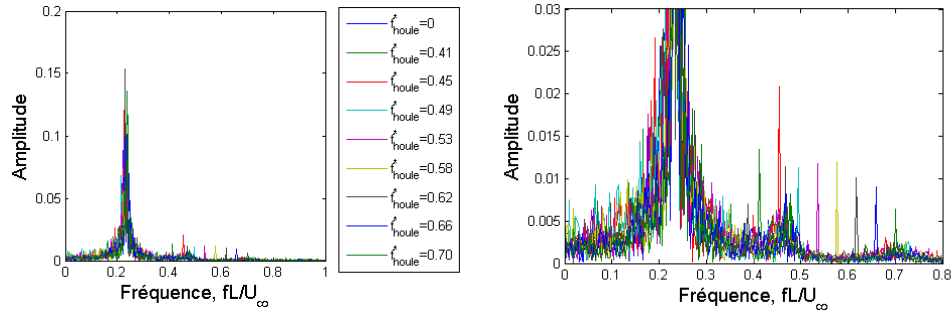 0.2
0.15
0.1
0.05
0
0 0.2 0.4 0.6 0.8 1
Amplitude
Fréquence, fL/U∞
f*houle=0
f*houle=0.41
f*houle=0.45
f*houle=0.49
f*houle=0.53
f*houle=0.58
f*houle=0.62
f*houle=0.66
f*houle=0.70
0.03
0.025
0.02
0.015
0.01
0.005
0
0 0.1 0.2 0.3 0.4 0.5 0.6 0.7 0.8
Amplitude
Fréquence, fL/U∞